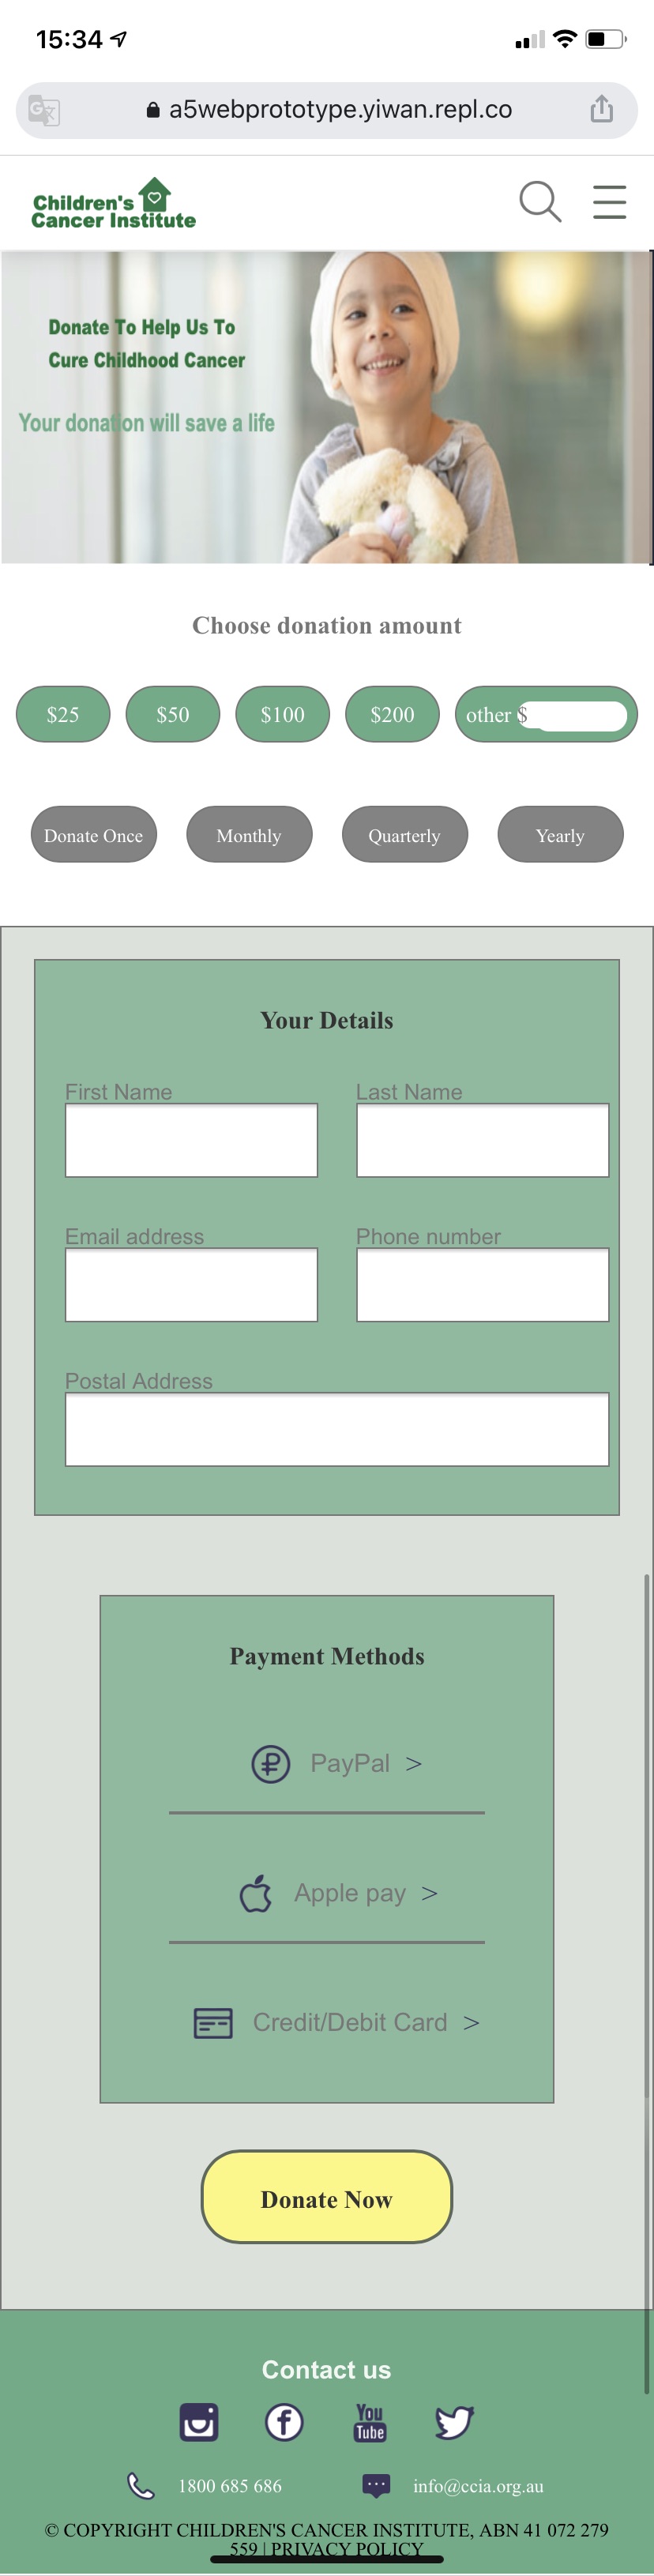 15:34
a5webprototype.yiwan.repl.co
Children's
Cancer Institute
Donate To Help Us To
Cure Childhood Cancer
Your donation will save a life
Choose donation amount
$25 $50 $100 $200 other $
Donate Once Monthly Quarterly Yearly
Your Details
First Name Last Name
Email address Phone number
Postal Address
Payment Methods
PayPal >
Apple pay >
Credit/Debit Card >
Donate Now
Contact us
You
Tube
1800 685 686 info@ccia.org.au
© COPYRIGHT CHILDREN'S CANCER INSTITUTE, ABN 41 072 279
559 | PRIVACY POLICY